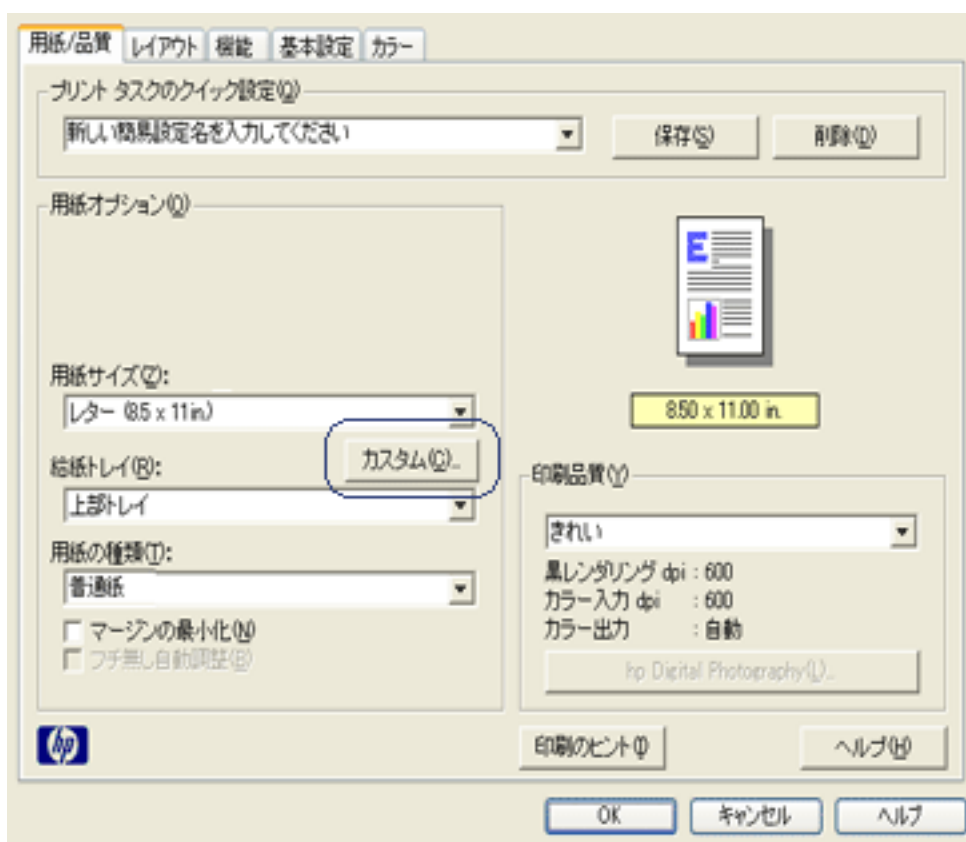 用紙/品質 レイアウト 機能 基本設定 カラー
プリント タスクのクイック設定(Q)
新しい簡易設定名を入力してください 保存(S) 削除(D)
用紙オプション(O)
E
用紙サイズ(Z):
レター (8.5 x 11 in.)
8.50 x 11.00 in.
カスタム(C)...
給紙トレイ(R):
上部トレイ
印刷品質(Y)
きれい
用紙の種類(T):
普通紙
黒レンダリング dpi : 600
カラー入力 dpi : 600
カラー出力 : 自動
マージンの最小化(N)
フチ無し自動調整(B)
hp Digital Photography(L)...
hp
印刷のヒント(I) ヘルプ(H)
OK キャンセル ヘルプ